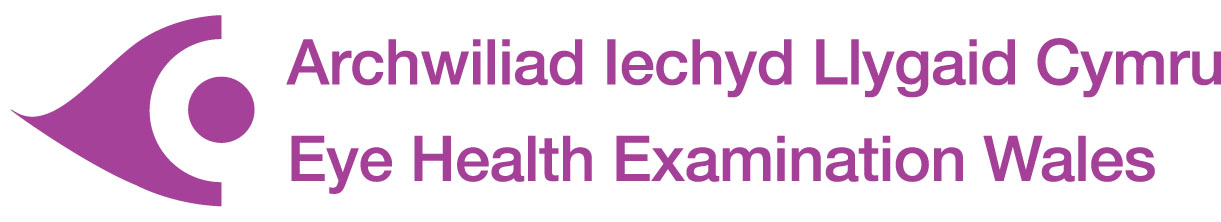 Archwiliad Iechyd Llygaid Cymru
Eye Health Examination Wales